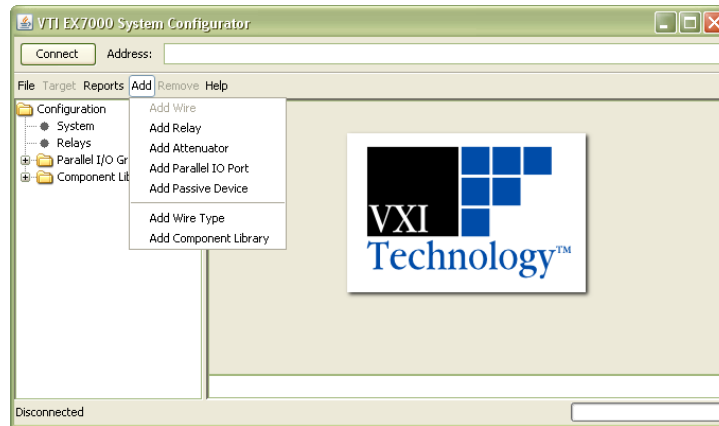 VTI EX7000 System Configurator
Connect Address:
File Target Reports Add Remove Help
Configuration
System
Relays
Parallel I/O Gr
Component Lib
Add Wire
Add Relay
Add Attenuator
Add Parallel IO Port
Add Passive Device
Add Wire Type
Add Component Library
VXI
Technology™
Disconnected